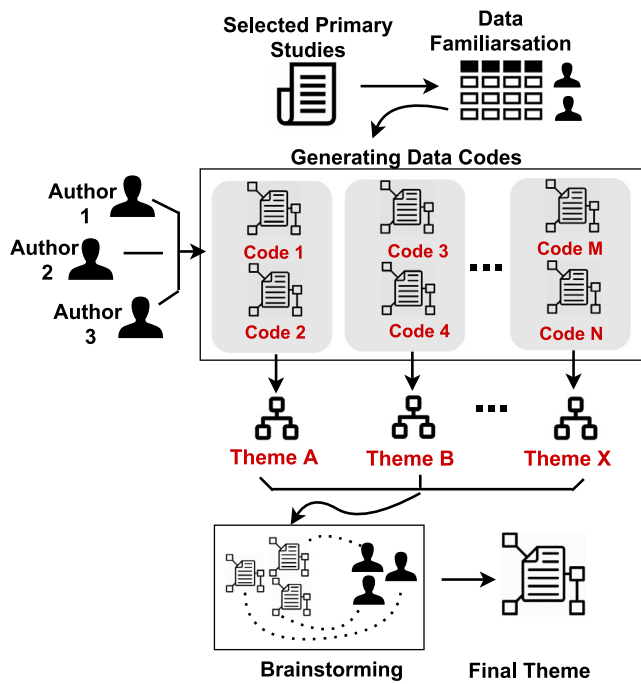 Selected Primary
Studies
Data
Familiarsation
Generating Data Codes
Author
1
Author
2
Author
3
Code 1
Code 3
Code M
Code 2
Code 4
Code N
Theme A
Theme B
Theme X
Brainstorming
Final Theme